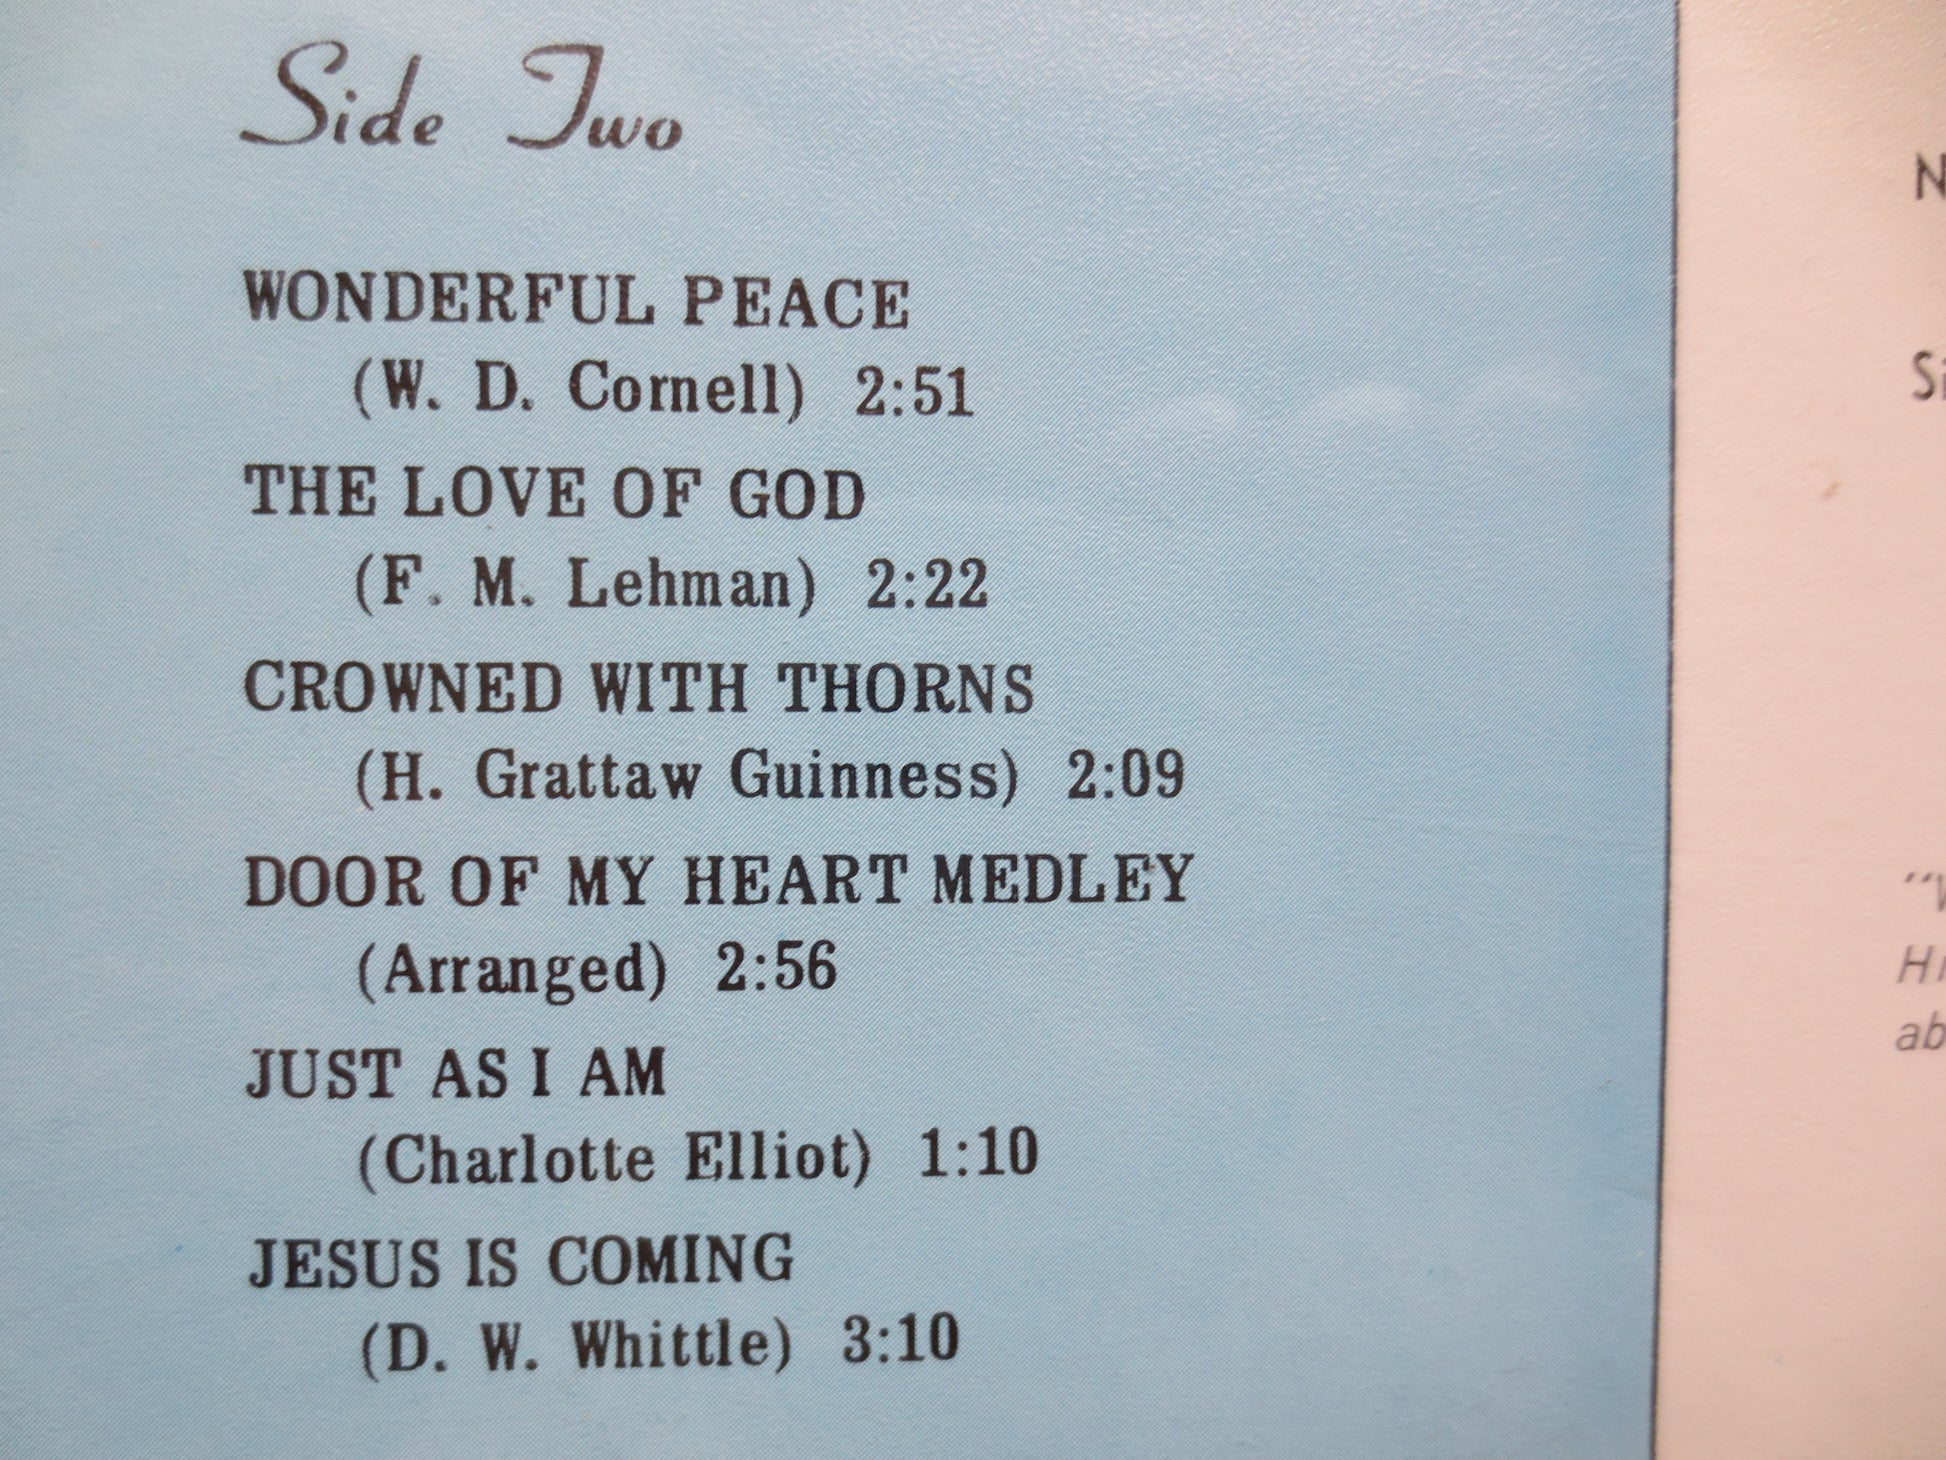 Side Two
WONDERFUL PEACE
(W. D. Cornell) 2:51
THE LOVE OF GOD
(F. M. Lehman) 2:22
CROWNED WITH THORNS
(H. Grattaw Guinness) 2:09
DOOR OF MY HEART MEDLEY
(Arranged) 2:56
JUST AS I AM
(Charlotte Elliot) 1:10
JESUS IS COMING
(D. W. Whittle) 3:10